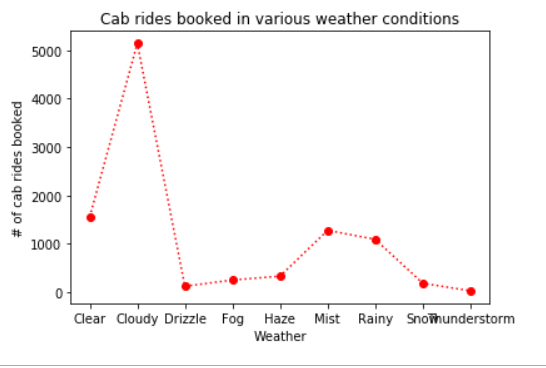 Cab rides booked in various weather conditions
# of cab rides booked
5000
4000
3000
2000
1000
0
Clear Cloudy Drizzle Fog Haze Mist Rainy Snow Thunderstorm
Weather